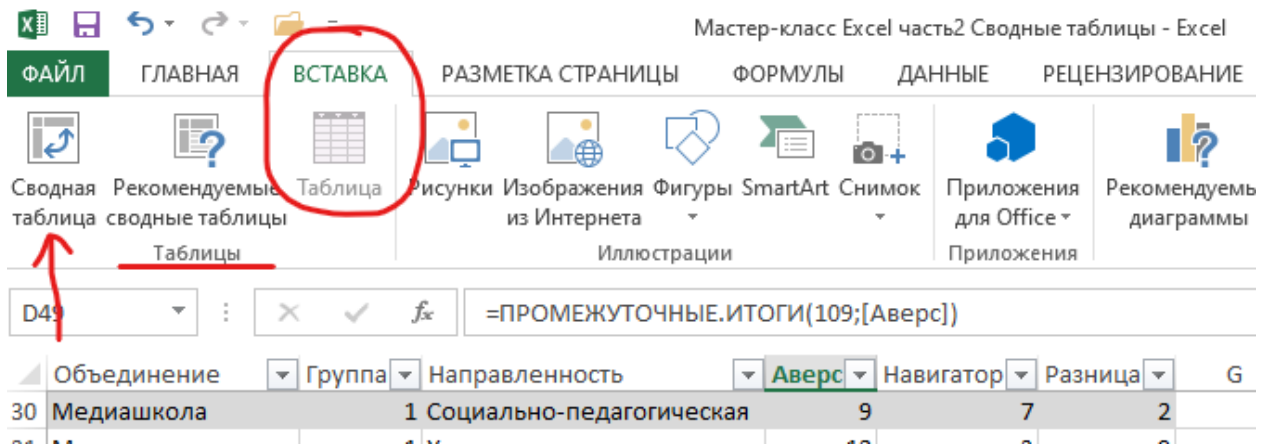 Мастер-класс Excel часть2 Сводные таблицы - Excel
ФАЙЛ ГЛАВНАЯ ВСТАВКА РАЗМЕТКА СТРАНИЦЫ ФОРМУЛЫ ДАННЫЕ РЕЦЕНЗИРОВАНИЕ
Сводная Рекомендуемые Таблица Рисунки Изображения Фигуры SmartArt Снимок Приложения Рекомендуемь
таблица сводные таблицы из Интернета для Office диаграммы
Таблицы Иллюстрации Приложения
D49 fx =ПРОМЕЖУТОЧНЫЕ.ИТОГИ(109;[Аверс])
Объединение Группа Направленность Аверс Навигатор Разница G
30 Медиашкола 1 Социально-педагогическая 9 7 2